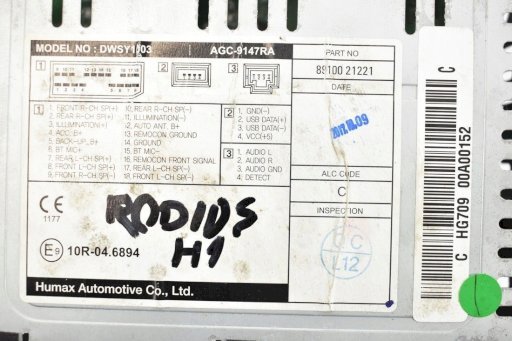 MODEL NO : DWSY1103 AGC-9147RA PART NO
89100 21221
DATE
1 2 3
1 1. FRONT R-CH SP(+) 10. REAR R-CH SP(-)
2. REAR R-CH SP(+) 11. ILLUMINATION(-)
3. ILLUMINATION(+) 12. AUTO ANT. B+
4. ACC. B+ 13. REMOCON GROUND
5. BACK-UP. B+ 14. GROUND
6. BT MIC+ 15. BT MIC-
7. REAR L-CH SP(+) 16. REMOCON FRONT SIGNAL
8. FRONT L-CH SP(+) 17. REAR L-CH SP(-)
9. FRONT R-CH SP(-) 18. FRONT L-CH SP(-)
2 1. GND(-)
2. USB DATA(+)
3. USB DATA(-)
4. VCC(+5)
3 1. AUDIO L
2. AUDIO R
3. AUDIO GND
4. DETECT
ALC CODE
C
INSPECTION
CE
1177
RODIUS
H1
E9 10R-04.6894
L12
Humax Automotive Co., Ltd.
C HG709 00A00152 C